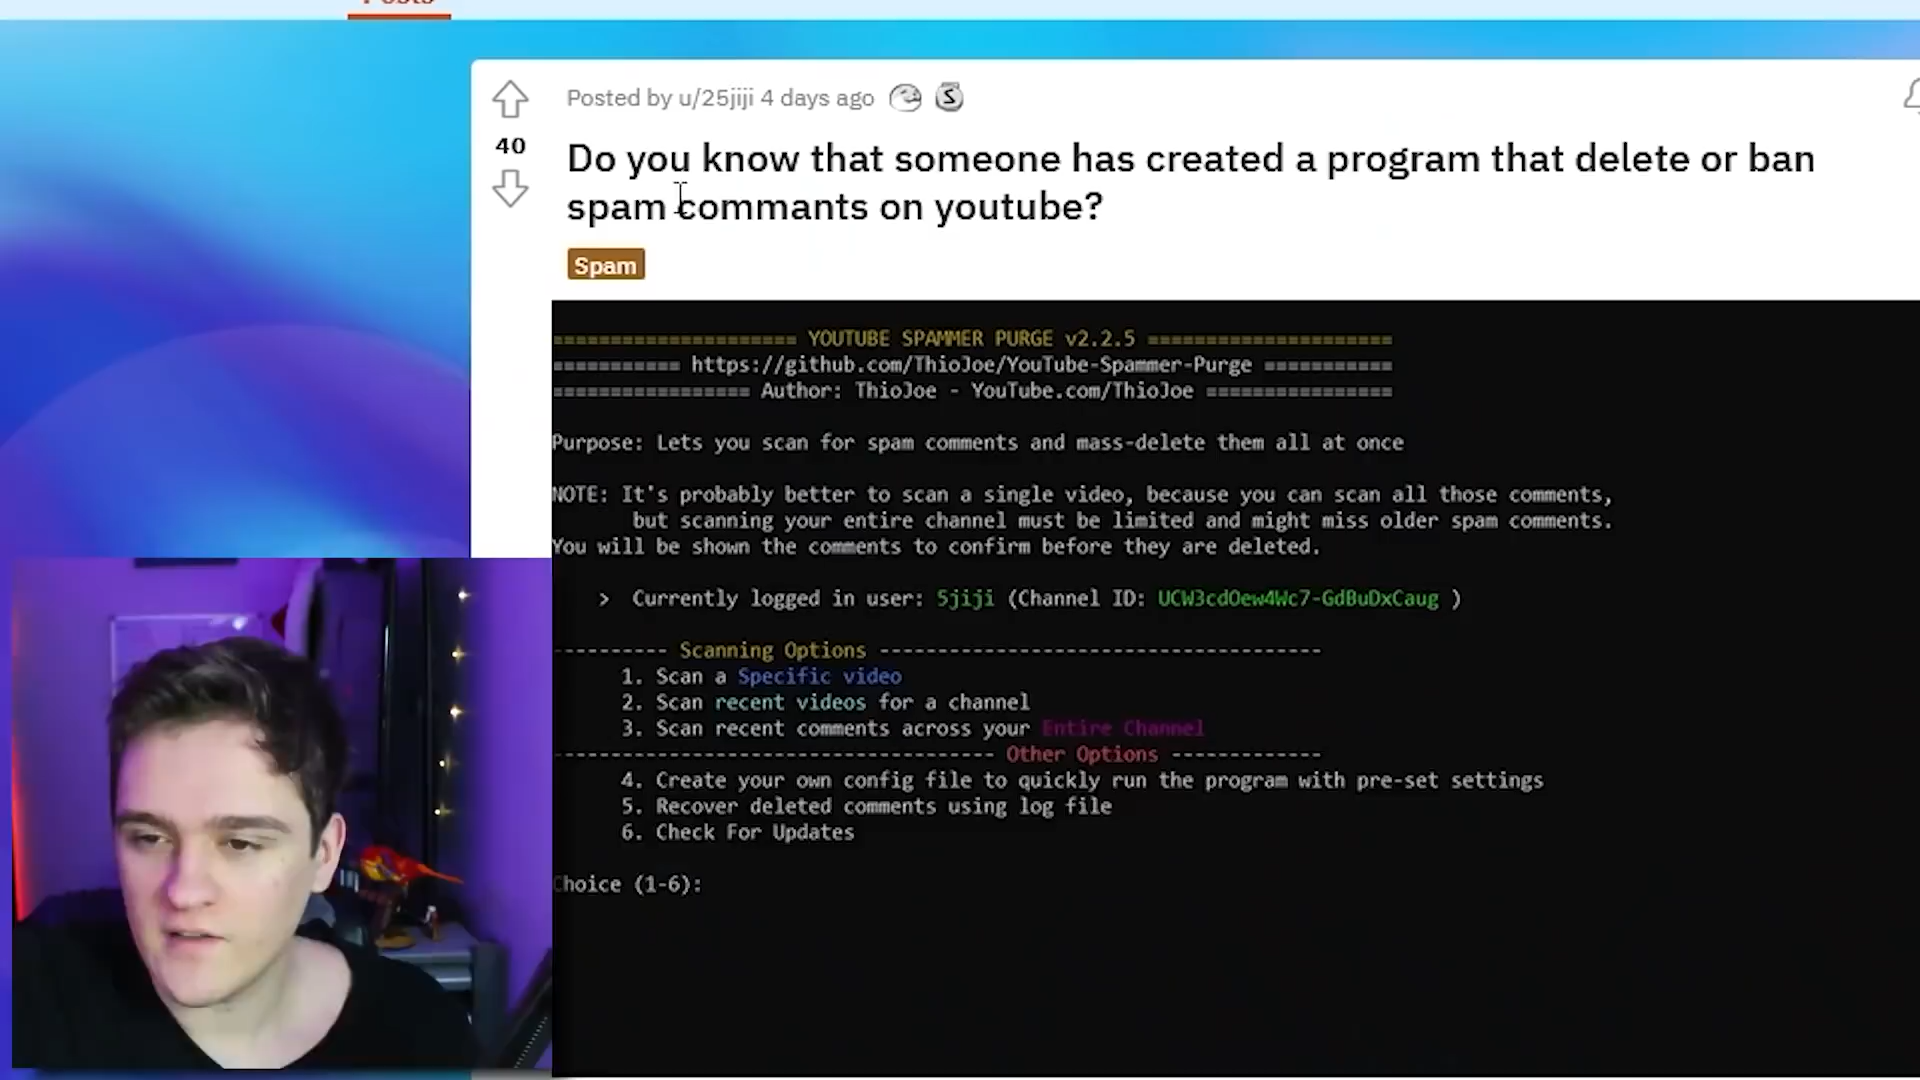 Posts
Posted by u/25jiji 4 days ago
40
Do you know that someone has created a program that delete or ban
spam commants on youtube?
Spam
===================== YOUTUBE SPAMMER PURGE v2.2.5 =====================
=========== https://github.com/ThioJoe/YouTube-Spammer-Purge ===========
================= Author: ThioJoe - YouTube.com/ThioJoe ================
Purpose: Lets you scan for spam comments and mass-delete them all at once
NOTE: It's probably better to scan a single video, because you can scan all those comments,
but scanning your entire channel must be limited and might miss older spam comments.
You will be shown the comments to confirm before they are deleted.
> Currently logged in user: 5jiji (Channel ID: UCW3cdOew4Wc7-GdBuDxCaug )
---------- Scanning Options --------------------------------------
1. Scan a Specific video
2. Scan recent videos for a channel
3. Scan recent comments across your Entire Channel
-------------------------------------- Other Options -------------
4. Create your own config file to quickly run the program with pre-set settings
5. Recover deleted comments using log file
6. Check For Updates
Choice (1-6):